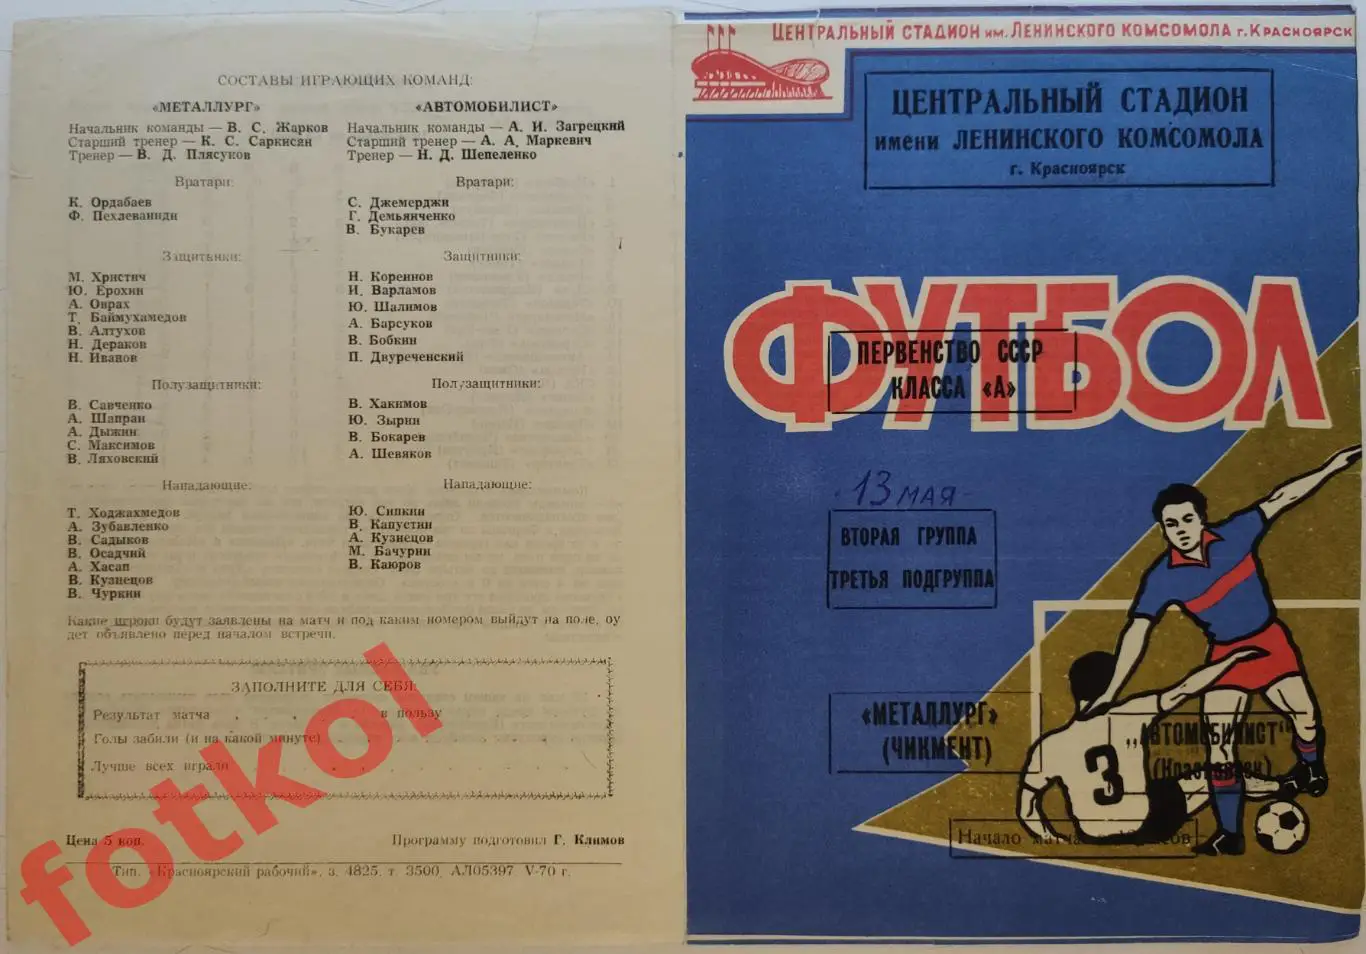 СОСТАВЫ ИГРАЮЩИХ КОМАНД:
«МЕТАЛЛУРГ»
Начальник команды — В. С. Жарков
Старший тренер — К. С. Саркисян
Тренер — В. Д. Плясуков
Вратари:
К. Ордабаев
Ф. Пехлеваниди
Защитники:
М. Христич
Ю. Ерохин
А. Оврах
Т. Баймухамедов
В. Алтухов
Н. Дераков
Н. Иванов
Полузащитники:
В. Савченко
А. Шапран
А. Дыжин
С. Максимов
В. Ляховский
Нападающие:
Т. Ходжахмедов
А. Зубавленко
В. Садыков
В. Осадчий
А. Хасап
В. Кузнецов
В. Чуркин
«АВТОМОБИЛИСТ»
Начальник команды — А. И. Загрецкий
Старший тренер — А. А. Маркевич
Тренер — Н. Д. Шепеленко
Вратари:
С. Джемерджи
Г. Демьянченко
В. Букарев
Защитники:
Н. Кореннов
И. Варламов
Ю. Шалимов
А. Барсуков
В. Бобкин
П. Двуреченский
Полузащитники:
В. Хакимов
Ю. Зырин
В. Бокарев
А. Шевяков
Нападающие:
Ю. Сипкин
В. Капустин
А. Кузнецов
М. Бачурин
В. Каюров
Какие игроки будут заявлены на матч и под каким номером выйдут на поле, оу
дет объявлено перед началом встречи.
ЗАПОЛНИТЕ ДЛЯ СЕБЯ:
Результат матча . . . . в пользу
Голы забили (и на какой минуте)
Лучше всех играли
Цена 5 коп.
Программу подготовил Г. Климов
Тип. «Красноярский рабочий», з. 4825. т 3500, АЛ05397 V-70 г.
fotkol
ЦЕНТРАЛЬНЫЙ СТАДИОН ИМ. ЛЕНИНСКОГО КОМСОМОЛА г. КРАСНОЯРСК
ЦЕНТРАЛЬНЫЙ СТАДИОН
имени ЛЕНИНСКОГО КОМСОМОЛА
г. Красноярск
ФУТБОЛ
ПЕРВЕНСТВО СССР
КЛАССА «А»
13 МАЯ
ВТОРАЯ ГРУППА
ТРЕТЬЯ ПОДГРУППА
«МЕТАЛЛУРГ»
(ЧИКМЕНТ)
„АВТОМОБИЛИСТ"
(Красноярск)
3
Начало матча